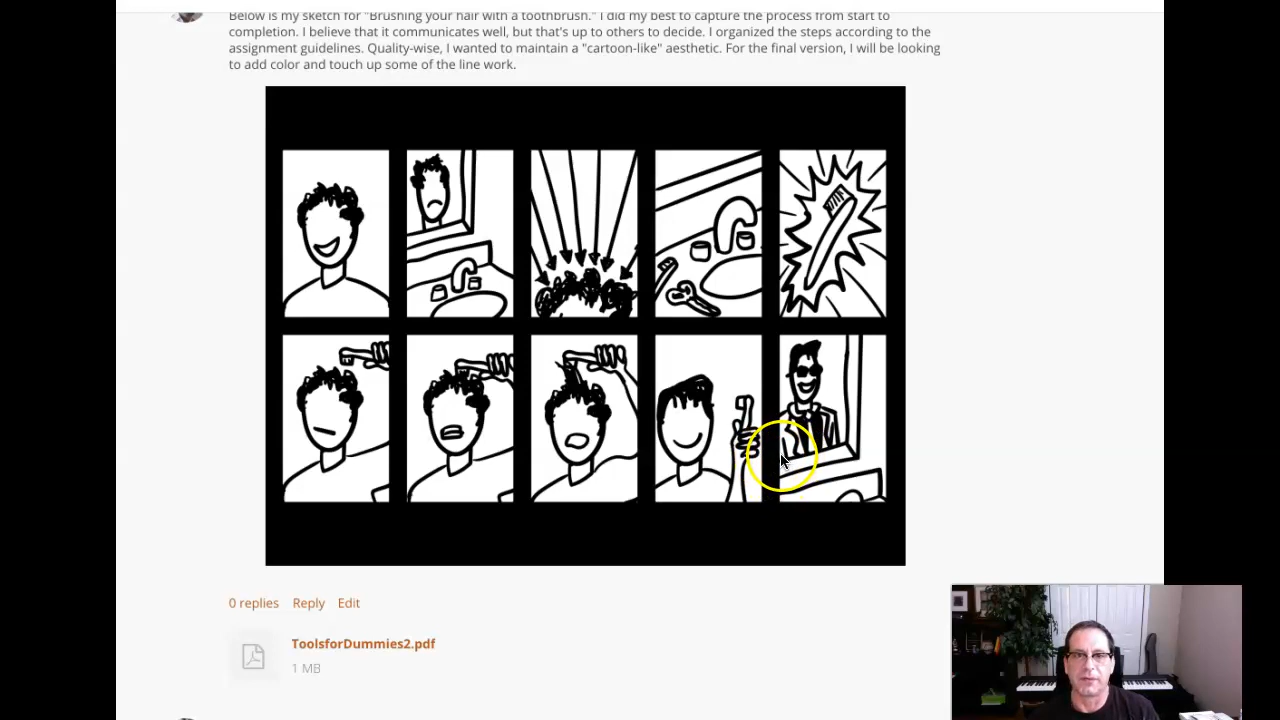 Below is my sketch for "Brushing your hair with a toothbrush." I did my best to capture the process from start to
completion. I believe that it communicates well, but that's up to others to decide. I organized the steps according to the
assignment guidelines. Quality-wise, I wanted to maintain a "cartoon-like" aesthetic. For the final version, I will be looking
to add color and touch up some of the line work.
0 replies Reply Edit
ToolsforDummies2.pdf
1 MB